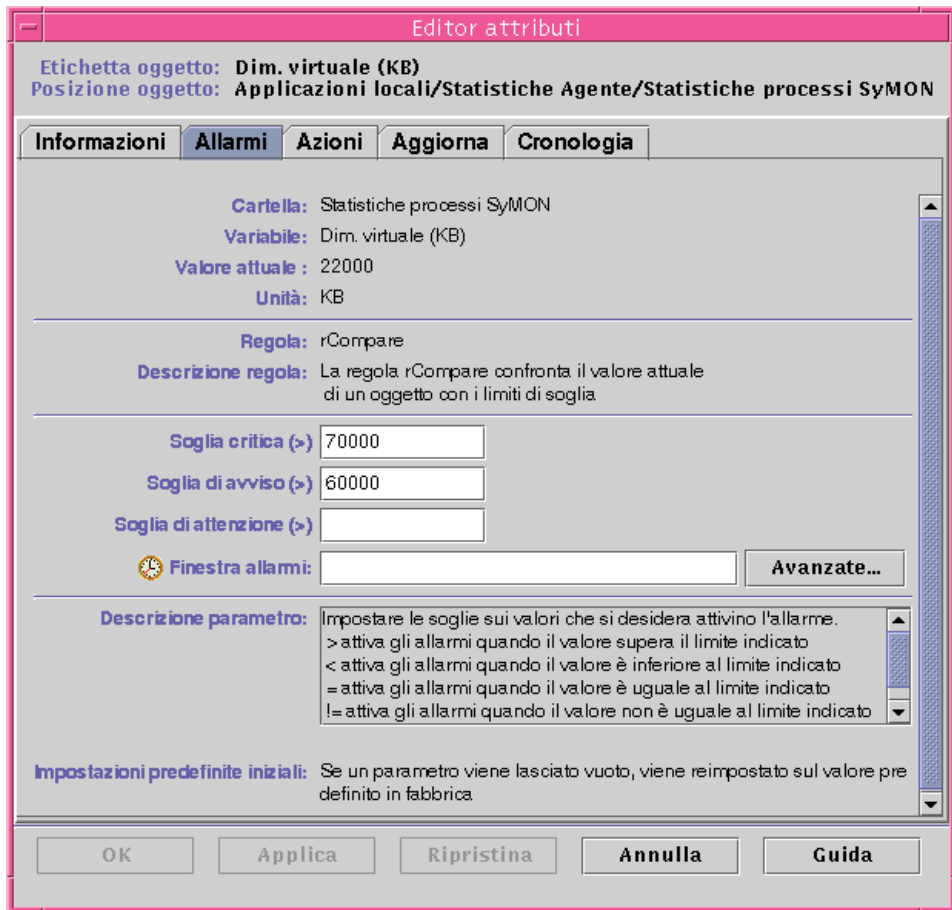 Editor attributi
Etichetta oggetto: Dim. virtuale (KB)
Posizione oggetto: Applicazioni locali/Statistiche Agente/Statistiche processi SyMON
Informazioni Allarmi Azioni Aggiorna Cronologia
Cartella: Statistiche processi SyMON
Variabile: Dim. virtuale (KB)
Valore attuale : 22000
Unità: KB
Regola: rCompare
Descrizione regola: La regola rCompare confronta il valore attuale
di un oggetto con i limiti di soglia
Soglia critica (>) 70000
Soglia di avviso (>) 60000
Soglia di attenzione (>)
Finestra allarmi: Avanzate...
Descrizione parametro: Impostare le soglie sui valori che si desidera attivino l'allarme.
> attiva gli allarmi quando il valore supera il limite indicato
< attiva gli allarmi quando il valore è inferiore al limite indicato
= attiva gli allarmi quando il valore è uguale al limite indicato
!= attiva gli allarmi quando il valore non è uguale al limite indicato
Impostazioni predefinite iniziali: Se un parametro viene lasciato vuoto, viene reimpostato sul valore pre
definito in fabbrica
OK Applica Ripristina Annulla Guida